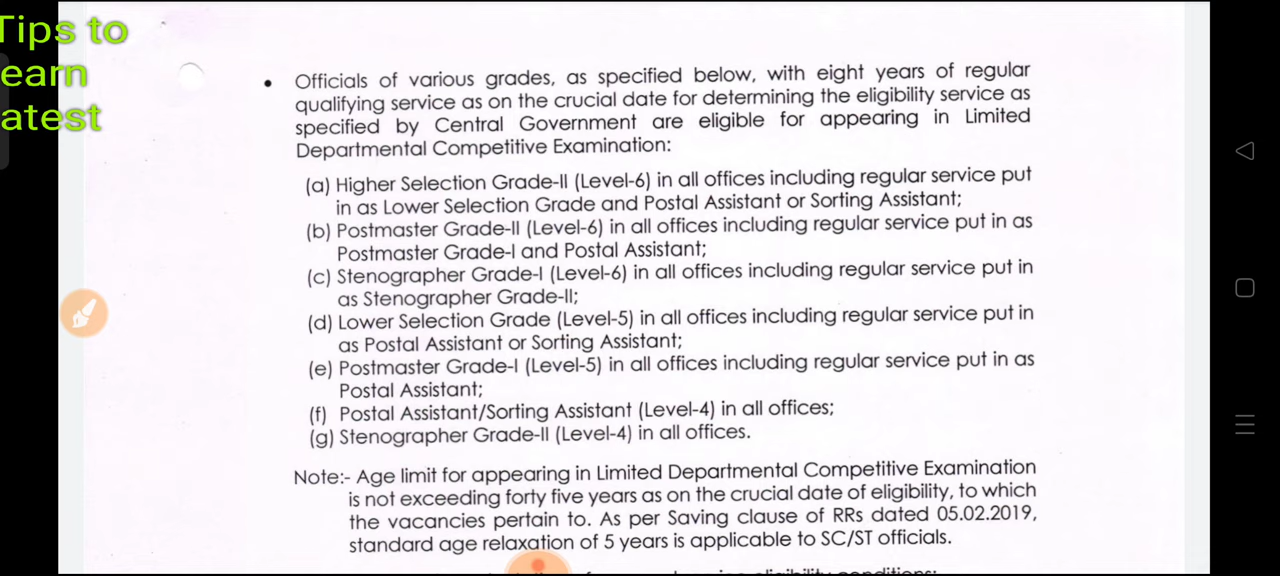 Tips to
earn
atest
• Officials of various grades, as specified below, with eight years of regular
qualifying service as on the crucial date for determining the eligibility service as
specified by Central Government are eligible for appearing in Limited
Departmental Competitive Examination:
(a) Higher Selection Grade-II (Level-6) in all offices including regular service put
in as Lower Selection Grade and Postal Assistant or Sorting Assistant;
(b) Postmaster Grade-II (Level-6) in all offices including regular service put in as
Postmaster Grade-I and Postal Assistant;
(c) Stenographer Grade-I (Level-6) in all offices including regular service put in
as Stenographer Grade-II;
(d) Lower Selection Grade (Level-5) in all offices including regular service put in
as Postal Assistant or Sorting Assistant;
(e) Postmaster Grade-I (Level-5) in all offices including regular service put in as
Postal Assistant;
(f) Postal Assistant/Sorting Assistant (Level-4) in all offices;
(g) Stenographer Grade-II (Level-4) in all offices.
Note:- Age limit for appearing in Limited Departmental Competitive Examination
is not exceeding forty five years as on the crucial date of eligibility, to which
the vacancies pertain to. As per Saving clause of RRs dated 05.02.2019,
standard age relaxation of 5 years is applicable to SC/ST officials.
eligibility conditions: